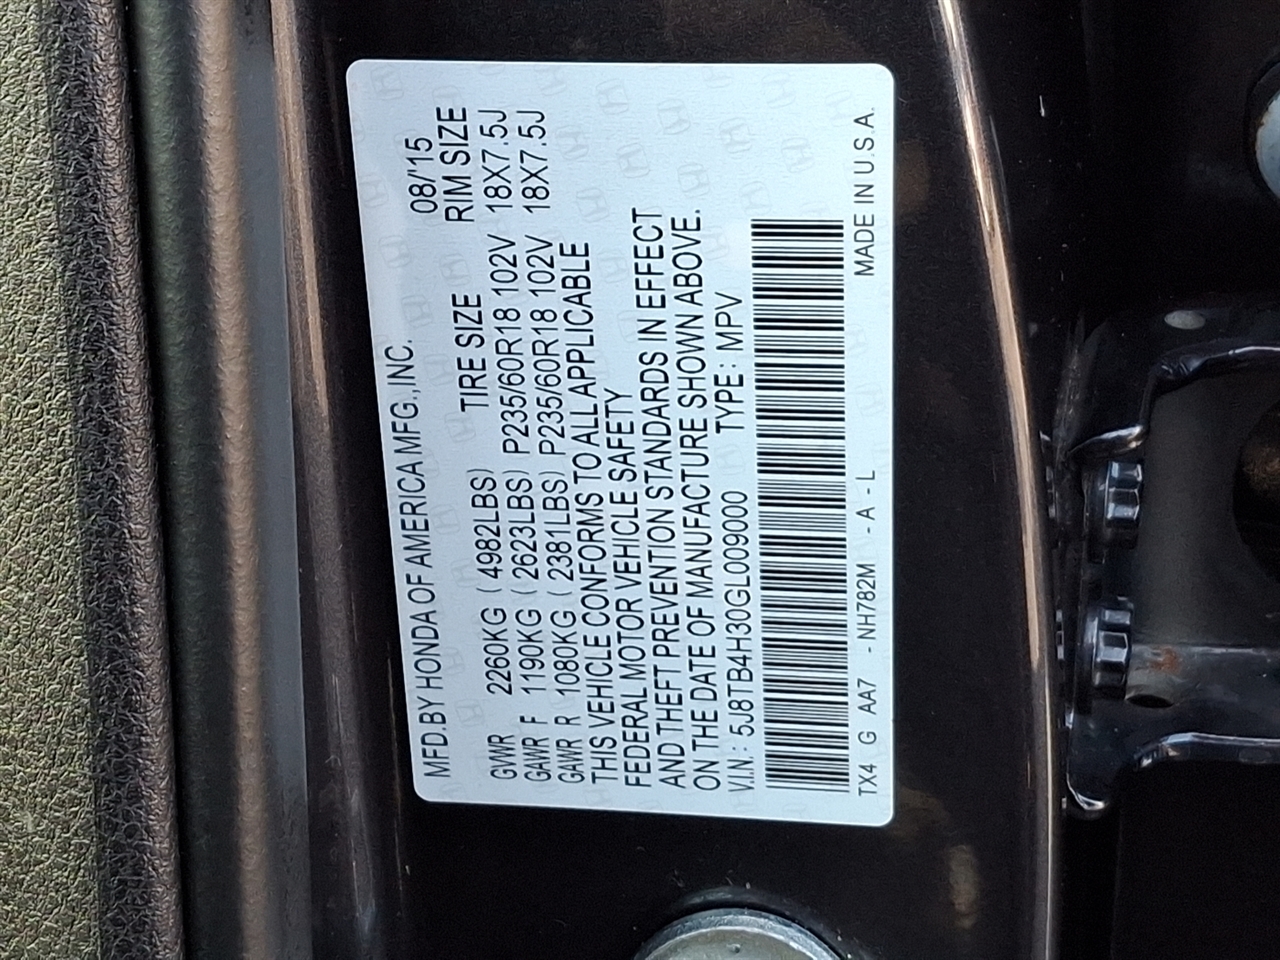 MFD.BY HONDA OF AMERICA MFG.,INC. 08/'15
TIRE SIZE RIM SIZE
GVWR 2260KG ( 4982LBS)
GAWR F 1190KG ( 2623LBS) P235/60R18 102V 18X7.5J
GAWR R 1080KG ( 2381LBS) P235/60R18 102V 18X7.5J
THIS VEHICLE CONFORMS TO ALL APPLICABLE
FEDERAL MOTOR VEHICLE SAFETY
AND THEFT PREVENTION STANDARDS IN EFFECT
ON THE DATE OF MANUFACTURE SHOWN ABOVE.
V.I.N.: 5J8TB4H30GL009000 TYPE: MPV
TX4 G AA7 - NH782M - A - L MADE IN U.S.A.